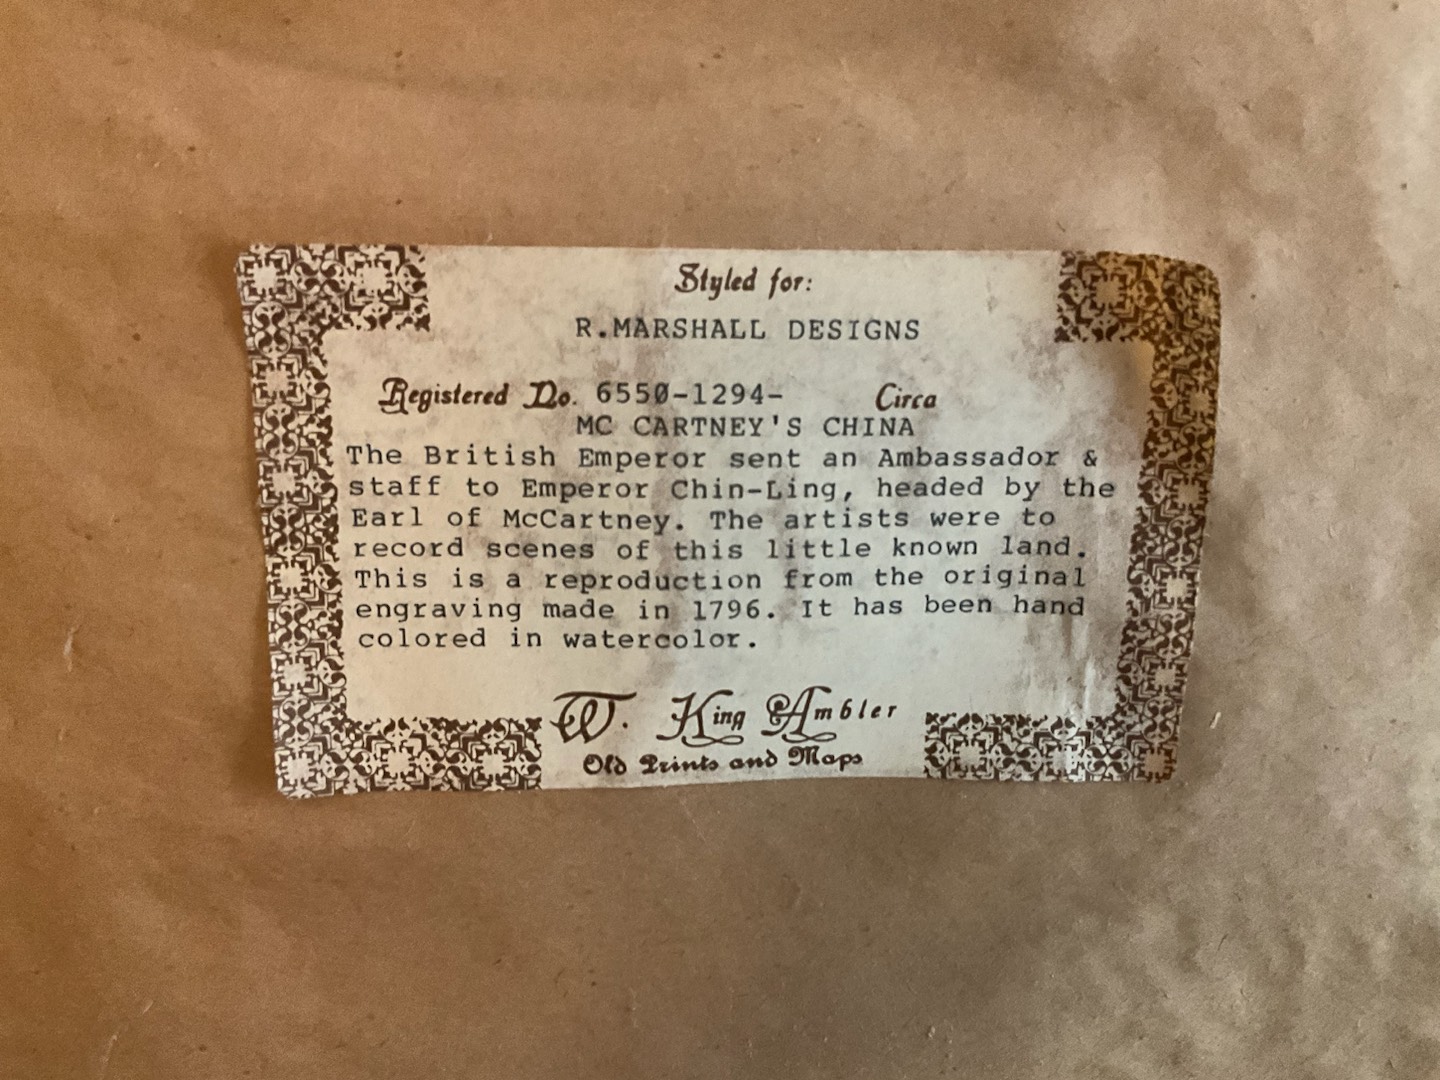 Styled for:
R.MARSHALL DESIGNS
Registered No. 6550-1294- Circa
MC CARTNEY'S CHINA
The British Emperor sent an Ambassador &
staff to Emperor Chin-Ling, headed by the
Earl of McCartney. The artists were to
record scenes of this little known land.
This is a reproduction from the original
engraving made in 1796. It has been hand
colored in watercolor.
W. King Ambler
Old Prints and Maps